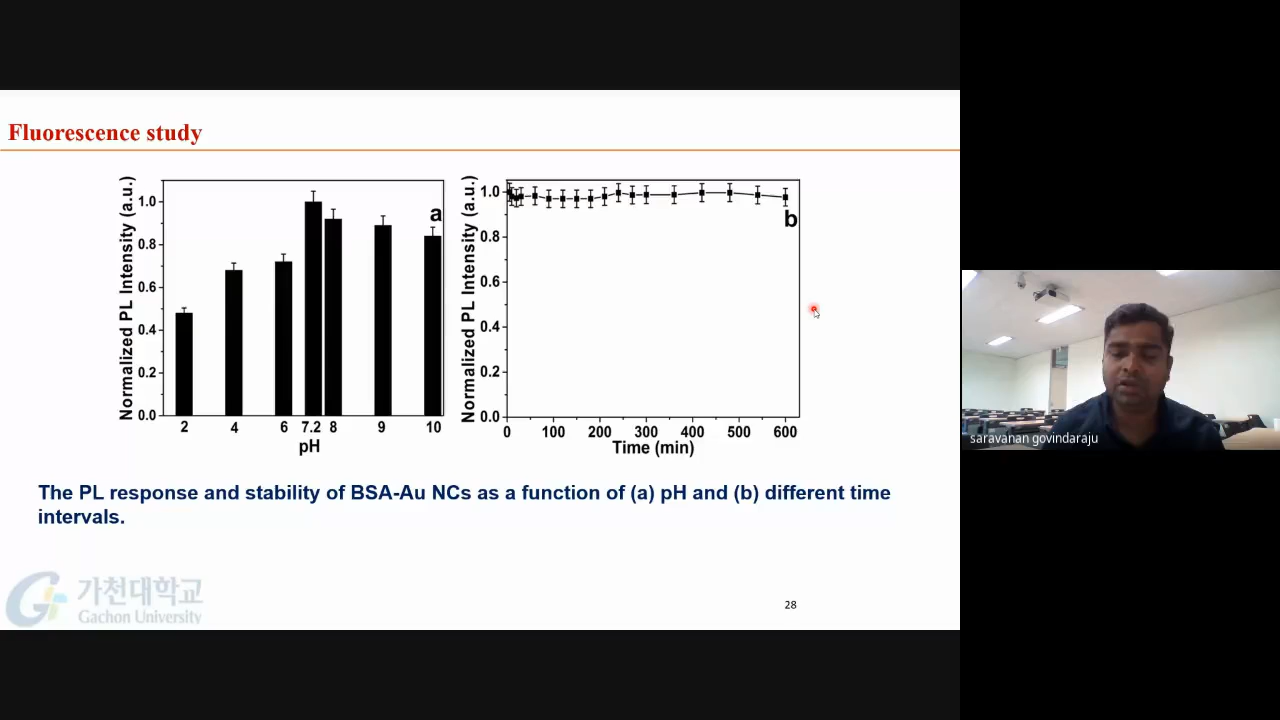 Fluorescence study
Normalized PL Intensity (a.u.)
1.0
0.8
0.6
0.4
0.2
0.0
a
2 4 6 7.2 8 9 10
pH
Normalized PL Intensity (a.u.)
1.0
0.8
0.6
0.4
0.2
0.0
b
0 100 200 300 400 500 600
Time (min)
The PL response and stability of BSA-Au NCs as a function of (a) pH and (b) different time
intervals.
가천대학교
Gachon University
28
saravanan govindaraju